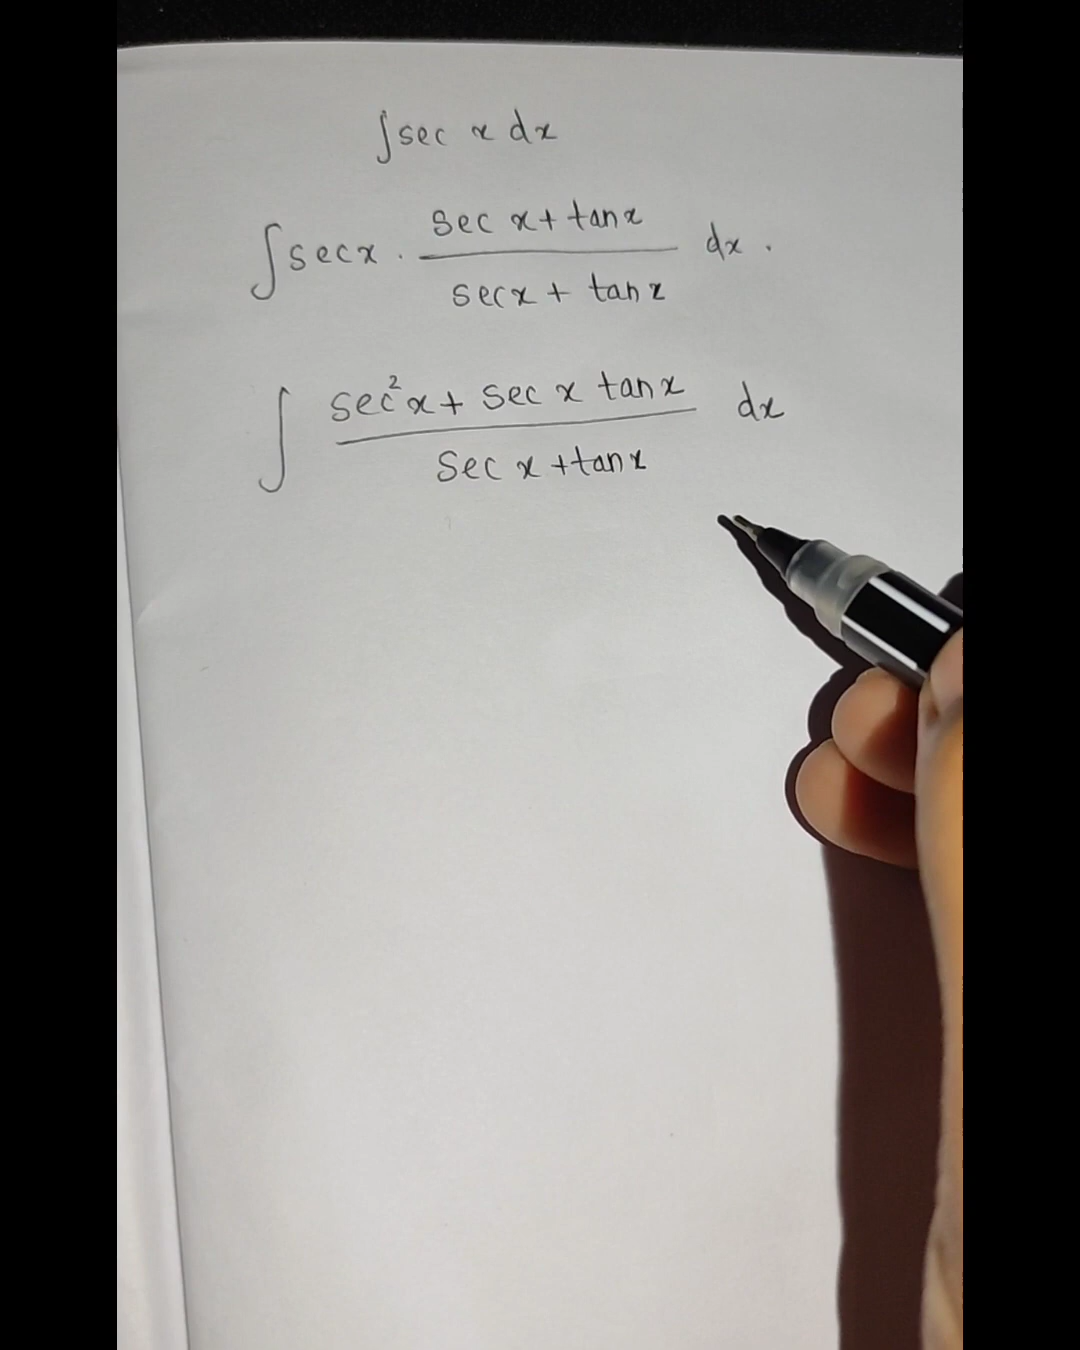 ∫ sec x dx
∫ sec x . (sec x + tan x)/(sec x + tan x) dx .
∫ (sec²x + sec x tan x)/(sec x + tan x) dx